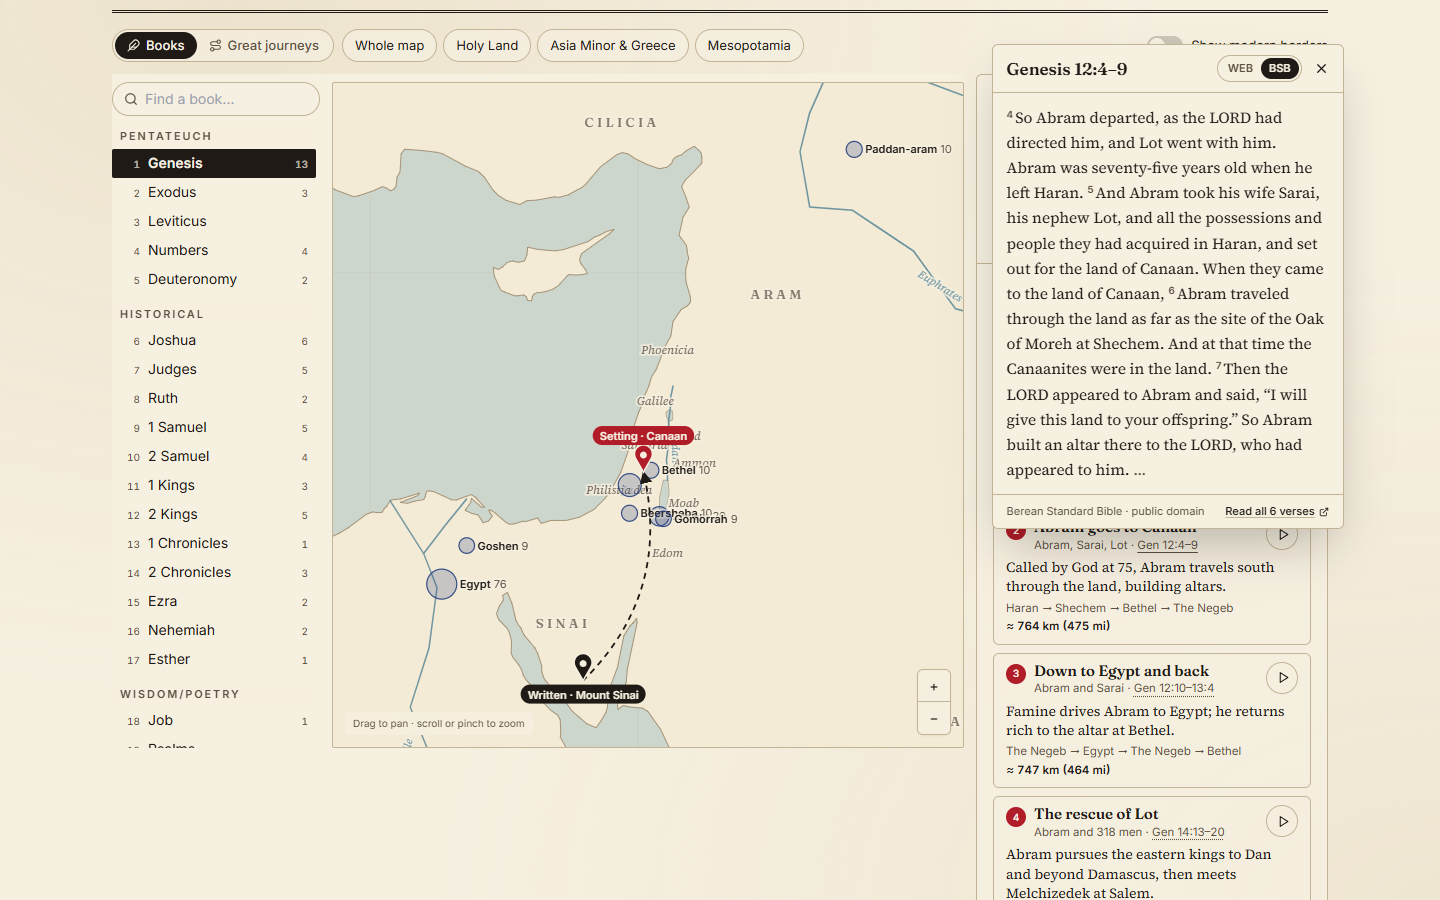 Books
Great journeys
Whole map
Holy Land
Asia Minor & Greece
Mesopotamia
Show modern borders
Find a book...
PENTATEUCH
1 Genesis 13
2 Exodus 3
3 Leviticus
4 Numbers 4
5 Deuteronomy 2
HISTORICAL
6 Joshua 6
7 Judges 5
8 Ruth 2
9 1 Samuel 5
10 2 Samuel 4
11 1 Kings 3
12 2 Kings 5
13 1 Chronicles 1
14 2 Chronicles 3
15 Ezra 2
16 Nehemiah 2
17 Esther 1
WISDOM/POETRY
18 Job 1
CILICIA
Paddan-aram 10
Euphrates
ARAM
Phoenicia
Galilee
Setting · Canaan
Ammon
Bethel 10
Philistia
Moab
Beersheba 10
Gomorrah 9
Goshen 9
Edom
Egypt 76
SINAI
Written · Mount Sinai
Drag to pan · scroll or pinch to zoom
+
−
Genesis 12:4–9
WEB
BSB
4 So Abram departed, as the LORD had
directed him, and Lot went with him.
Abram was seventy-five years old when he
left Haran. 5 And Abram took his wife Sarai,
his nephew Lot, and all the possessions and
people they had acquired in Haran, and set
out for the land of Canaan. When they came
to the land of Canaan, 6 Abram traveled
through the land as far as the site of the Oak
of Moreh at Shechem. And at that time the
Canaanites were in the land. 7 Then the
LORD appeared to Abram and said, “I will
give this land to your offspring.” So Abram
built an altar there to the LORD, who had
appeared to him. ...
Berean Standard Bible · public domain
Read all 6 verses
2 Abram goes to Canaan
Abram, Sarai, Lot · Gen 12:4–9
Called by God at 75, Abram travels south
through the land, building altars.
Haran → Shechem → Bethel → The Negeb
≈ 764 km (475 mi)
3 Down to Egypt and back
Abram and Sarai · Gen 12:10–13:4
Famine drives Abram to Egypt; he returns
rich to the altar at Bethel.
The Negeb → Egypt → The Negeb → Bethel
≈ 747 km (464 mi)
4 The rescue of Lot
Abram and 318 men · Gen 14:13–20
Abram pursues the eastern kings to Dan
and beyond Damascus, then meets
Melchizedek at Salem.